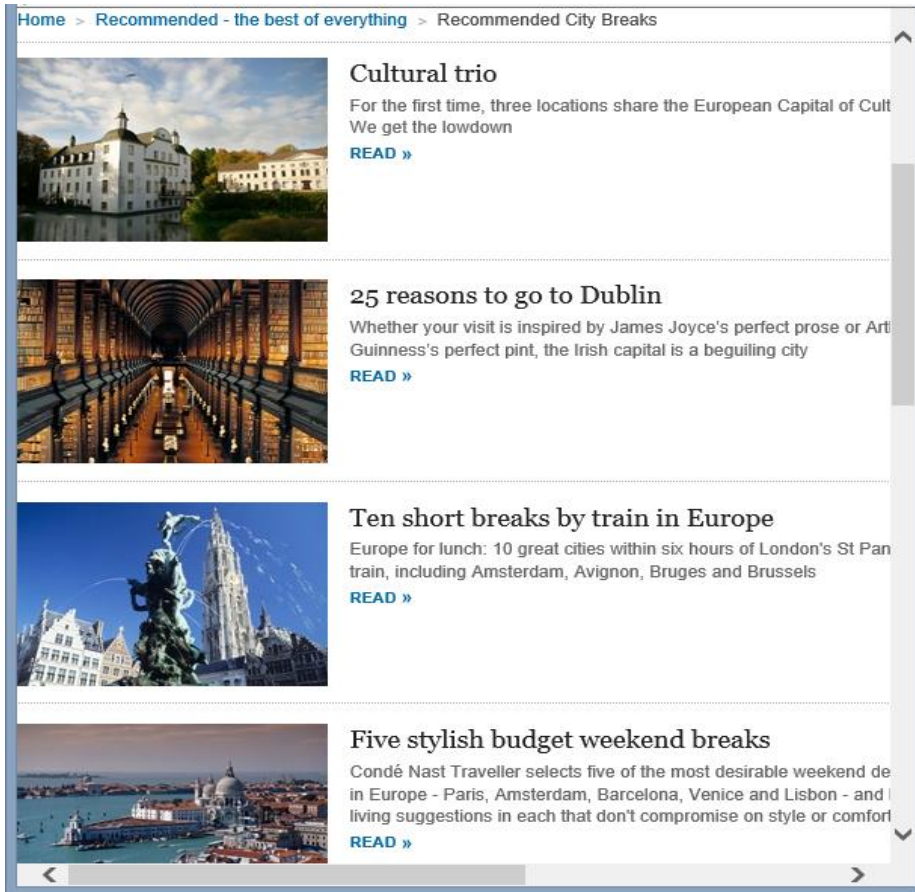 Home > Recommended - the best of everything > Recommended City Breaks
Cultural trio
For the first time, three locations share the European Capital of Cult
We get the lowdown
READ »
25 reasons to go to Dublin
Whether your visit is inspired by James Joyce's perfect prose or Art
Guinness's perfect pint, the Irish capital is a beguiling city
READ »
Ten short breaks by train in Europe
Europe for lunch: 10 great cities within six hours of London's St Pan
train, including Amsterdam, Avignon, Bruges and Brussels
READ »
Five stylish budget weekend breaks
Condé Nast Traveller selects five of the most desirable weekend de
in Europe - Paris, Amsterdam, Barcelona, Venice and Lisbon - and
living suggestions in each that don't compromise on style or comfort
READ »